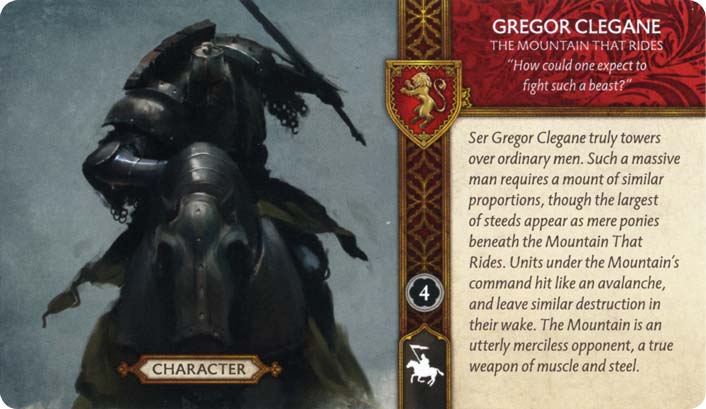 GREGOR CLEGANE
THE MOUNTAIN THAT RIDES
"How could one expect to
fight such a beast?"
Ser Gregor Clegane truly towers
over ordinary men. Such a massive
man requires a mount of similar
proportions, though the largest
of steeds appear as mere ponies
beneath the Mountain That
Rides. Units under the Mountain's
command hit like an avalanche,
and leave similar destruction in
their wake. The Mountain is an
utterly merciless opponent, a true
weapon of muscle and steel.
4
CHARACTER